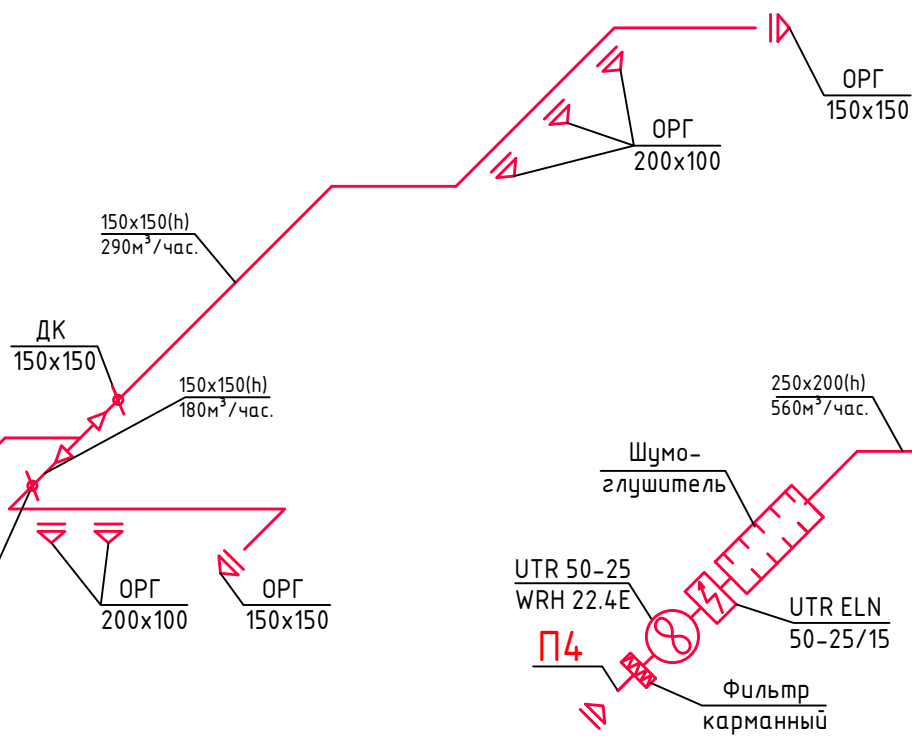 ОРГ
150х150
ОРГ
200х100
150х150(h)
290м³/час.
ДК
150х150
150х150(h)
180м³/час.
250х200(h)
560м³/час.
Шумо-
глушитель
UTR 50-25
WRH 22.4E
ОРГ
200х100
ОРГ
150х150
UTR ELN
50-25/15
П4
Фильтр
карманный